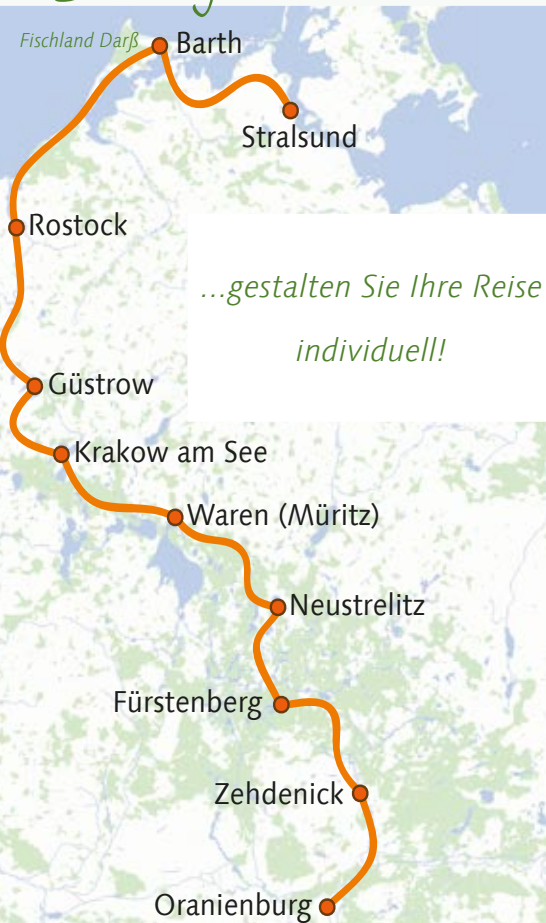 Fischland Darß
Barth
Stralsund
Rostock
...gestalten Sie Ihre Reise
individuell!
Güstrow
Krakow am See
Waren (Müritz)
Neustrelitz
Fürstenberg
Zehdenick
Oranienburg